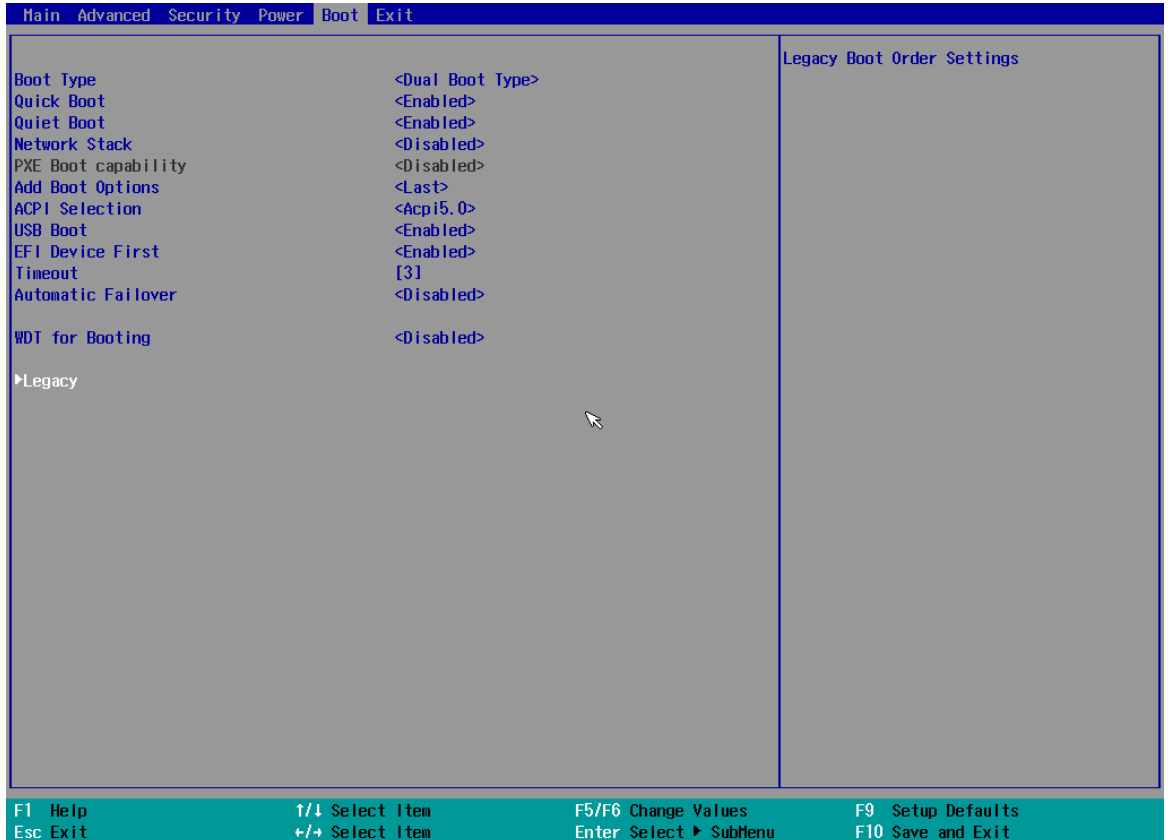 Main Advanced Security Power Boot Exit
Legacy Boot Order Settings
Boot Type <Dual Boot Type>
Quick Boot <Enabled>
Quiet Boot <Enabled>
Network Stack <Disabled>
PXE Boot capability <Disabled>
Add Boot Options <Last>
ACPI Selection <Acpi5.0>
USB Boot <Enabled>
EFI Device First <Enabled>
Timeout [3]
Automatic Failover <Disabled>
WDT for Booting <Disabled>
▶Legacy
F1 Help ↑/↓ Select Item F5/F6 Change Values F9 Setup Defaults
Esc Exit ←/→ Select Item Enter Select ▶ SubMenu F10 Save and Exit